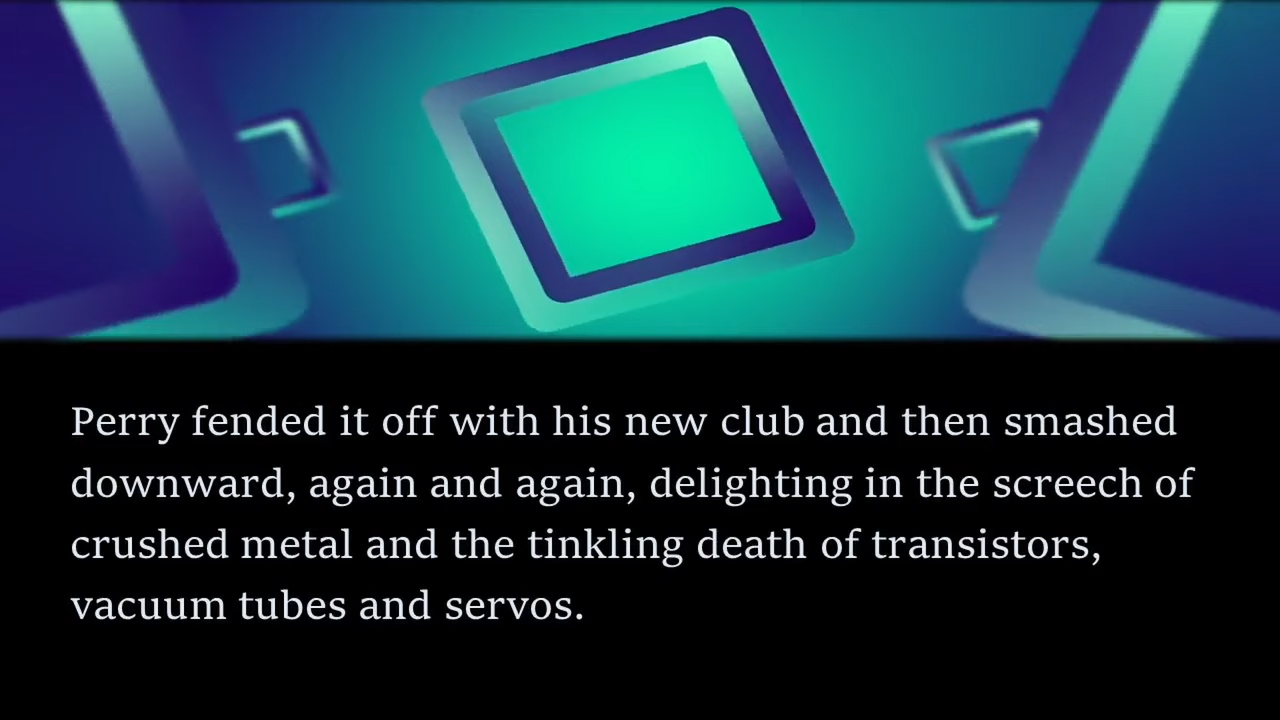 Perry fended it off with his new club and then smashed
downward, again and again, delighting in the screech of
crushed metal and the tinkling death of transistors,
vacuum tubes and servos.